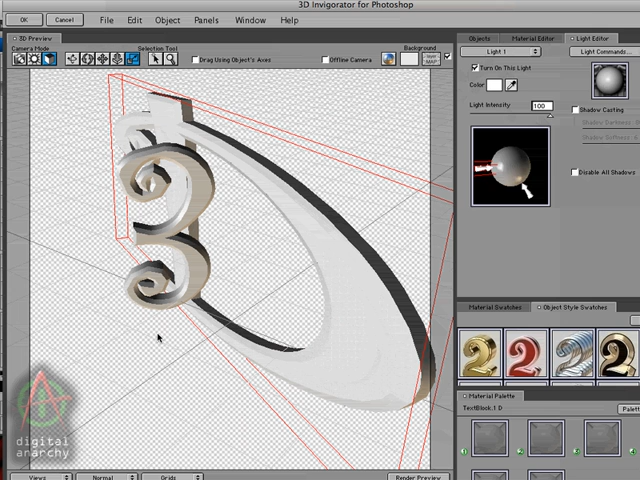 3D Invigorator for Photoshop
OK
Cancel
File Edit Object Panels Window Help
3D Preview
Camera Mode
Selection Tool
Drag Using Object's Axes
Offline Camera
Background
MAP
Objects
Material Editor
Light Editor
Light 1
Light Commands...
Turn On This Light
Color
Light Intensity
100
Shadow Casting
Disable All Shadows
Material Swatches
Object Style Swatches
Material Palette
TextBlock.1 D
digital
anarchy
Views
Normal
Grids
Render Preview